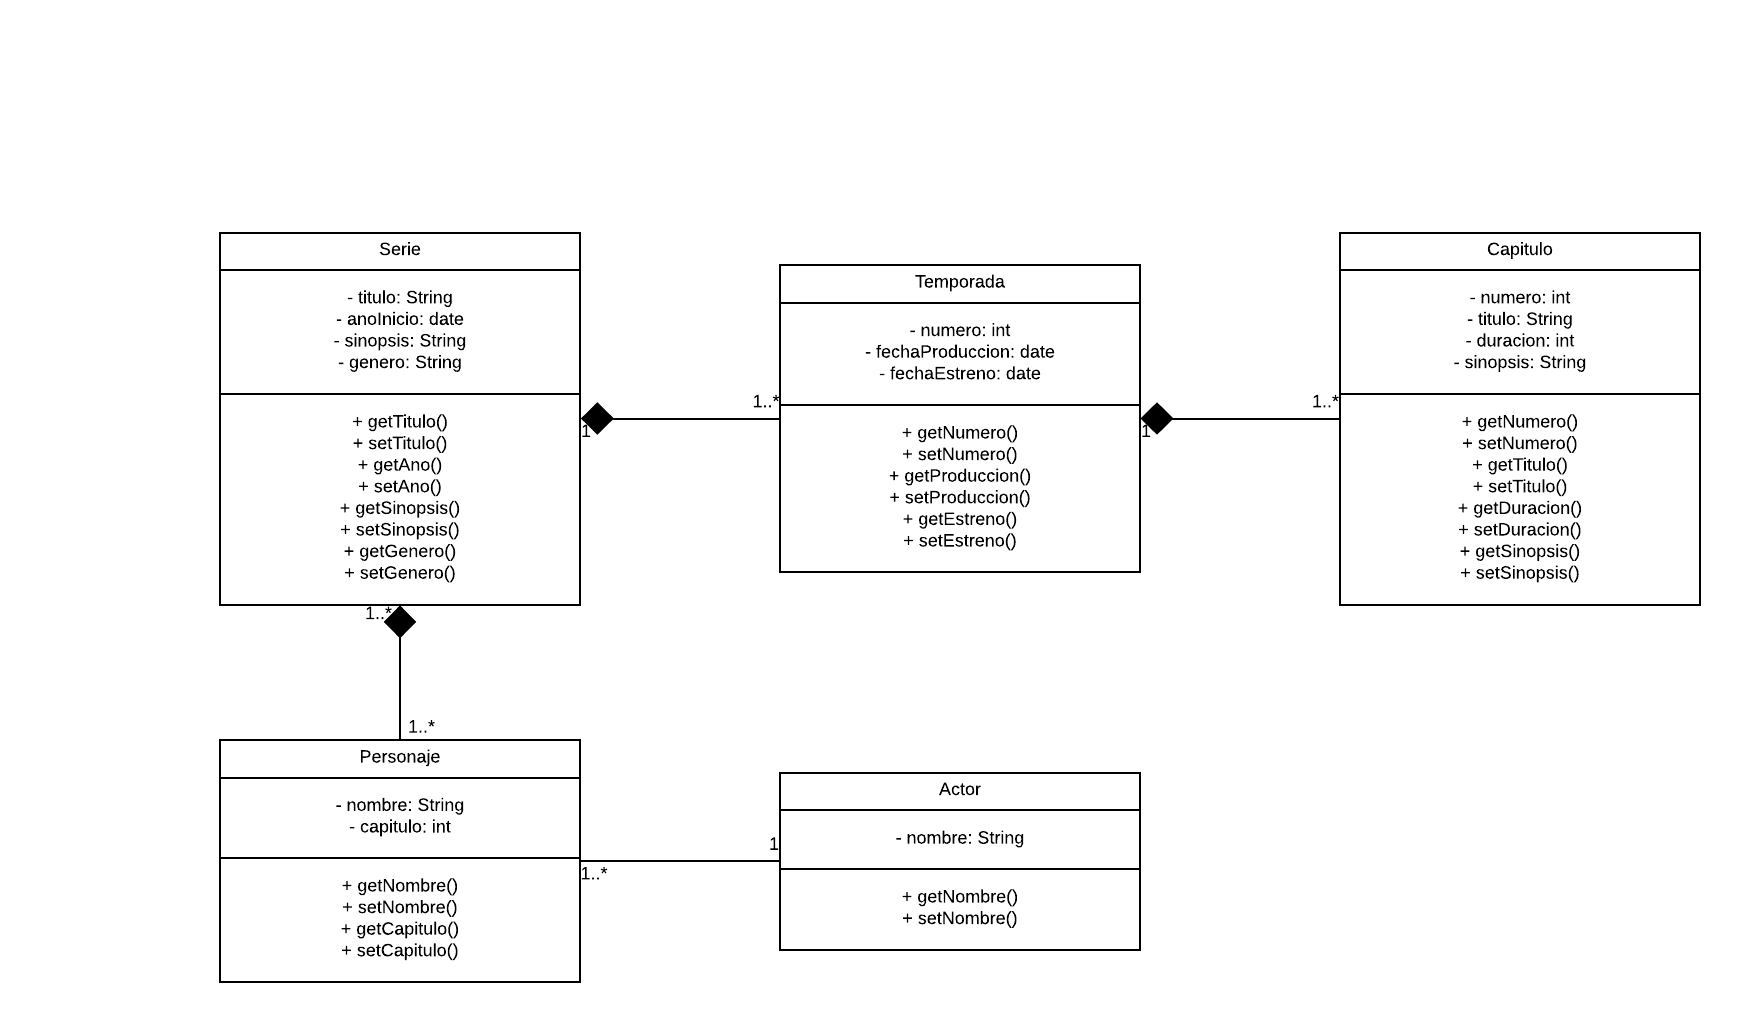 Serie
- titulo: String
- anoInicio: date
- sinopsis: String
- genero: String
+ getTitulo()
+ setTitulo()
+ getAno()
+ setAno()
+ getSinopsis()
+ setSinopsis()
+ getGenero()
+ setGenero()
1
1..*
Temporada
- numero: int
- fechaProduccion: date
- fechaEstreno: date
+ getNumero()
+ setNumero()
+ getProduccion()
+ setProduccion()
+ getEstreno()
+ setEstreno()
1
1..*
Capitulo
- numero: int
- titulo: String
- duracion: int
- sinopsis: String
+ getNumero()
+ setNumero()
+ getTitulo()
+ setTitulo()
+ getDuracion()
+ setDuracion()
+ getSinopsis()
+ setSinopsis()
1..*
1..*
Personaje
- nombre: String
- capitulo: int
+ getNombre()
+ setNombre()
+ getCapitulo()
+ setCapitulo()
1..*
1
Actor
- nombre: String
+ getNombre()
+ setNombre()